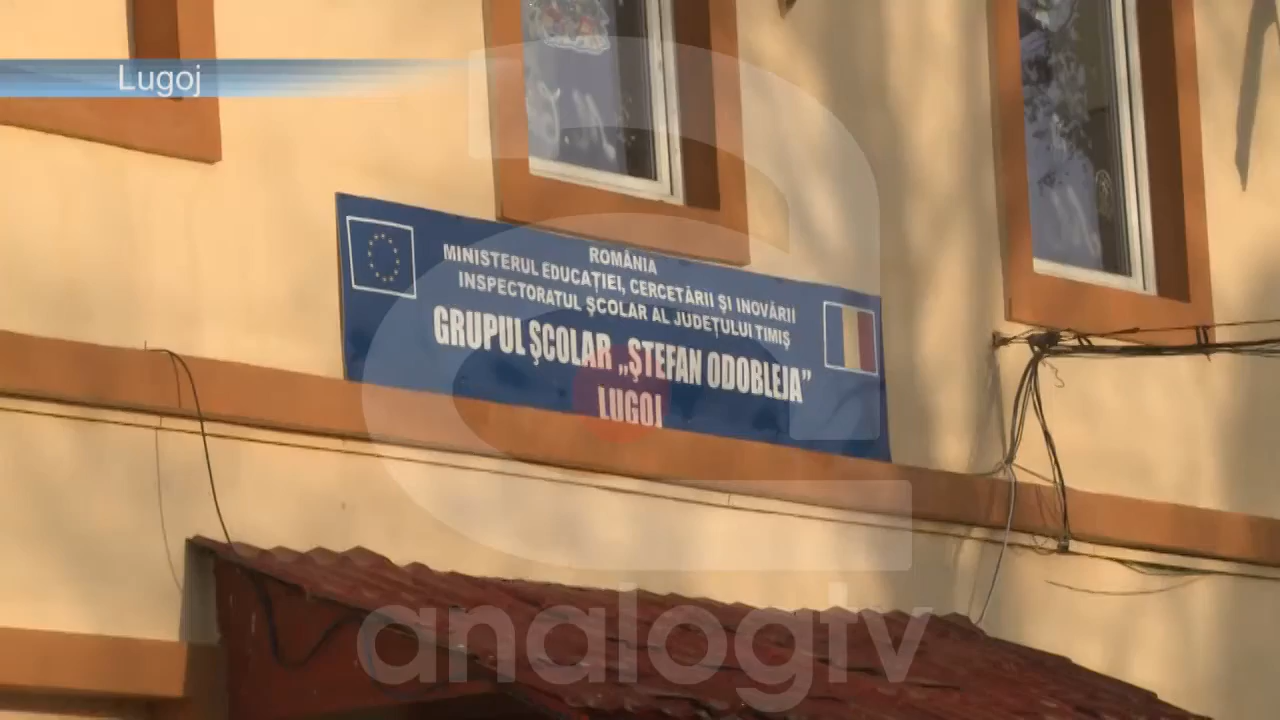 Lugoj
ROMÂNIA
MINISTERUL EDUCAȚIEI, CERCETĂRII ȘI INOVĂRII
INSPECTORATUL ȘCOLAR AL JUDEȚULUI TIMIȘ
GRUPUL ȘCOLAR „ȘTEFAN ODOBLEJA”
LUGOJ
analogtv